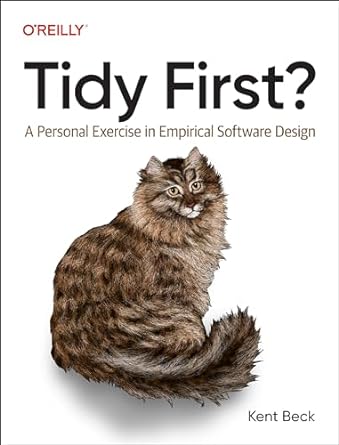 O'REILLY®
Tidy First?
A Personal Exercise in Empirical Software Design
Kent Beck